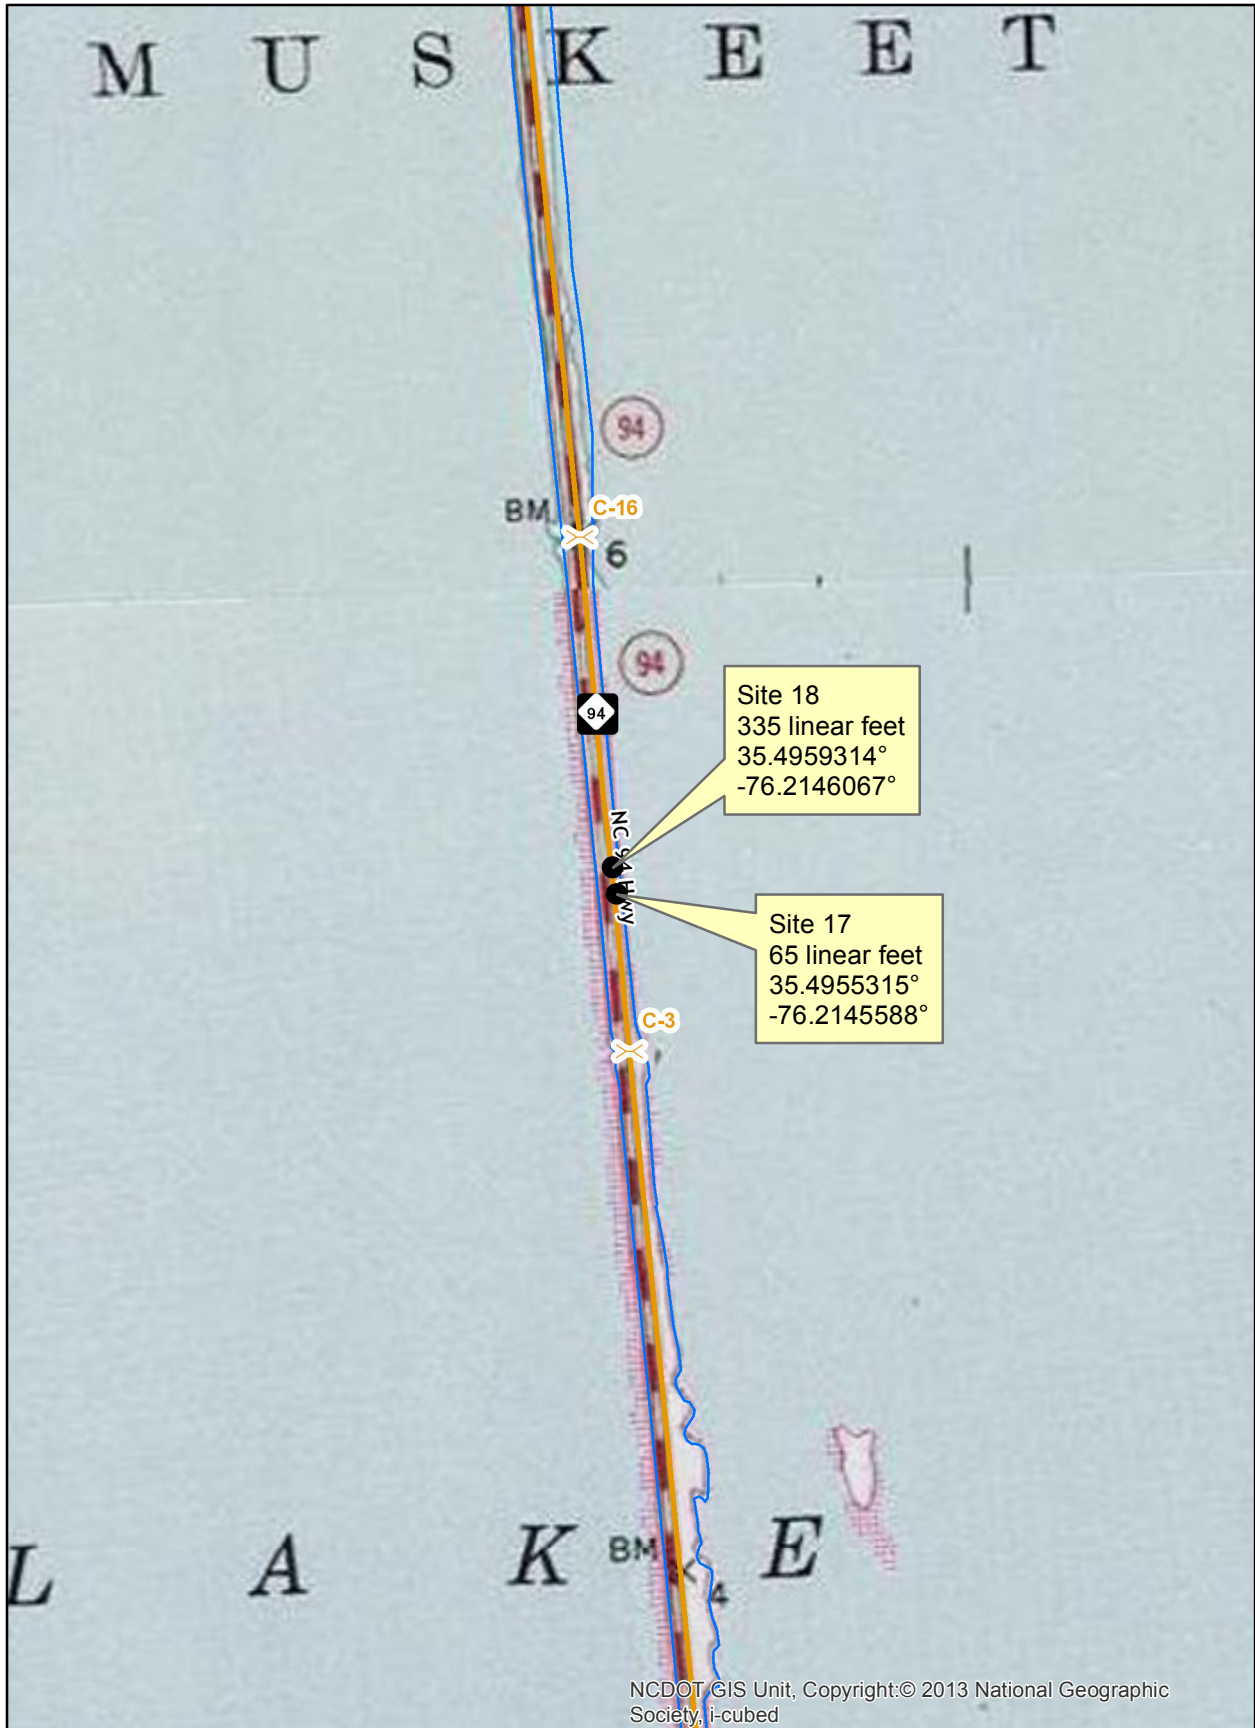 M U S K E E T
94
BM
C-16
6
94
94
Site 18
335 linear feet
35.4959314°
-76.2146067°
NC 94 Hwy
Site 17
65 linear feet
35.4955315°
-76.2145588°
C-3
L A K E
BM
4
NCDOT GIS Unit, Copyright:© 2013 National Geographic
Society, i-cubed